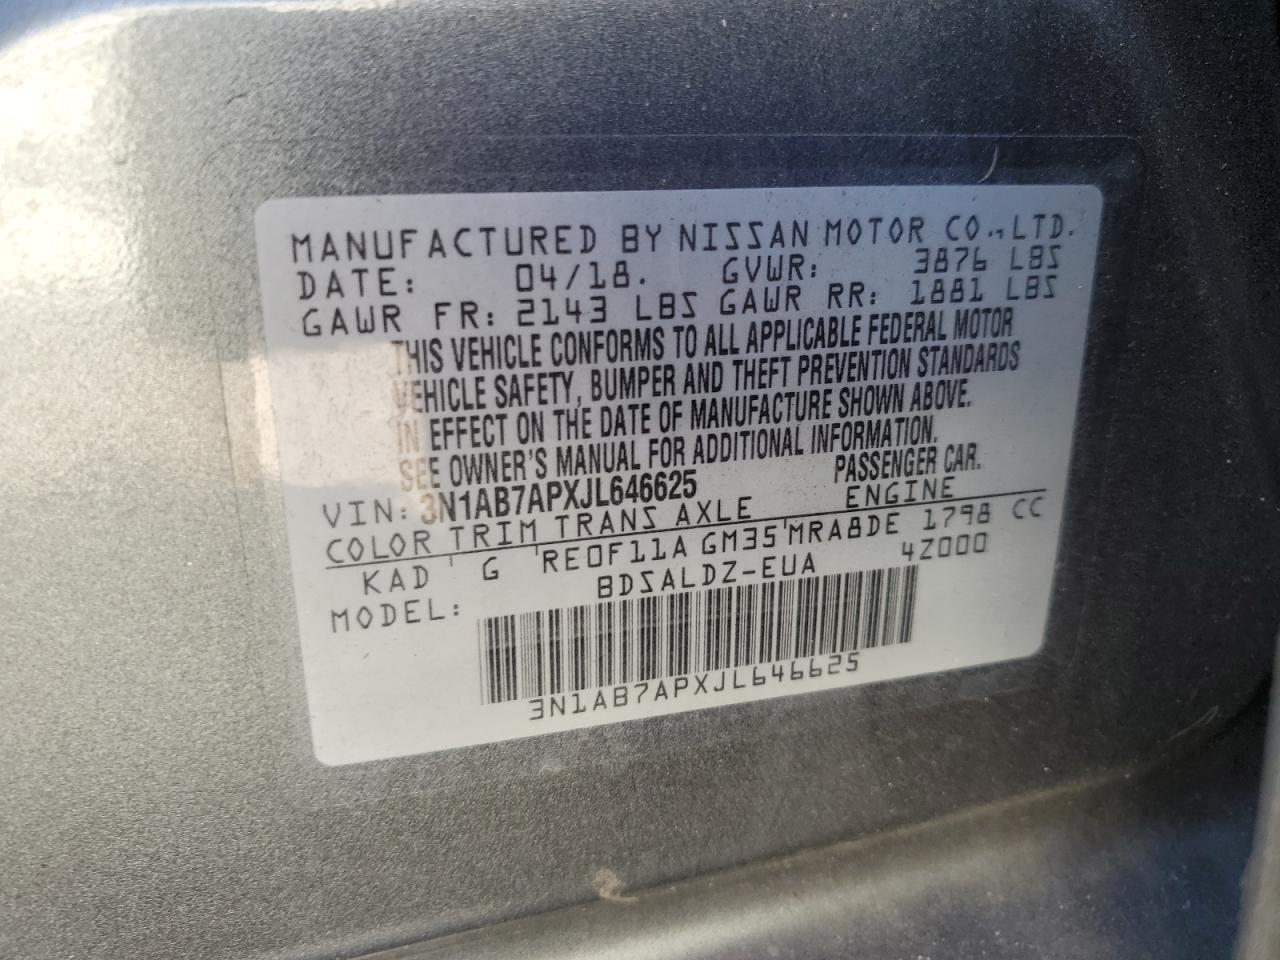 MANUFACTURED BY NISSAN MOTOR CO., LTD.
DATE: 04/18. GVWR: 3876 LBS
GAWR FR: 2143 LBS GAWR RR: 1881 LBS
THIS VEHICLE CONFORMS TO ALL APPLICABLE FEDERAL MOTOR
VEHICLE SAFETY, BUMPER AND THEFT PREVENTION STANDARDS
IN EFFECT ON THE DATE OF MANUFACTURE SHOWN ABOVE.
SEE OWNER'S MANUAL FOR ADDITIONAL INFORMATION.
VIN: 3N1AB7APXJL646625 PASSENGER CAR.
COLOR TRIM TRANS AXLE ENGINE
KAD G RE0F11A GM35 MRA8DE 1798 CC
MODEL: BDSALDZ-EUA 4Z000
3N1AB7APXJL646625